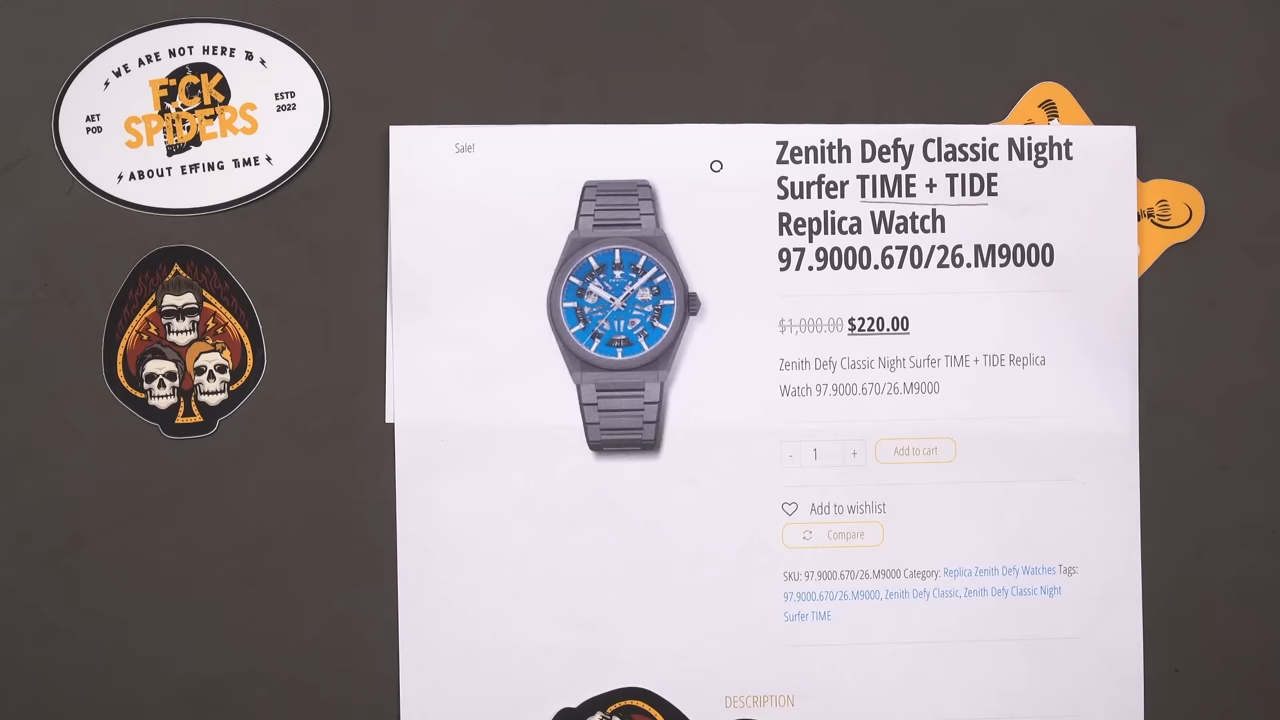 WE ARE NOT HERE To
F!CK
SPIDERS
AET
POD
ESTD
2022
ABOUT EFFING TIME
Sale!
Zenith Defy Classic Night
Surfer TIME + TIDE
Replica Watch
97.9000.670/26.M9000
$1,000.00 $220.00
Zenith Defy Classic Night Surfer TIME + TIDE Replica
Watch 97.9000.670/26.M9000
- 1 +
Add to cart
Add to wishlist
Compare
SKU: 97.9000.670/26.M9000 Category: Replica Zenith Defy Watches Tags:
97.9000.670/26.M9000, Zenith Defy Classic, Zenith Defy Classic Night
Surfer TIME
DESCRIPTION
ZENITH